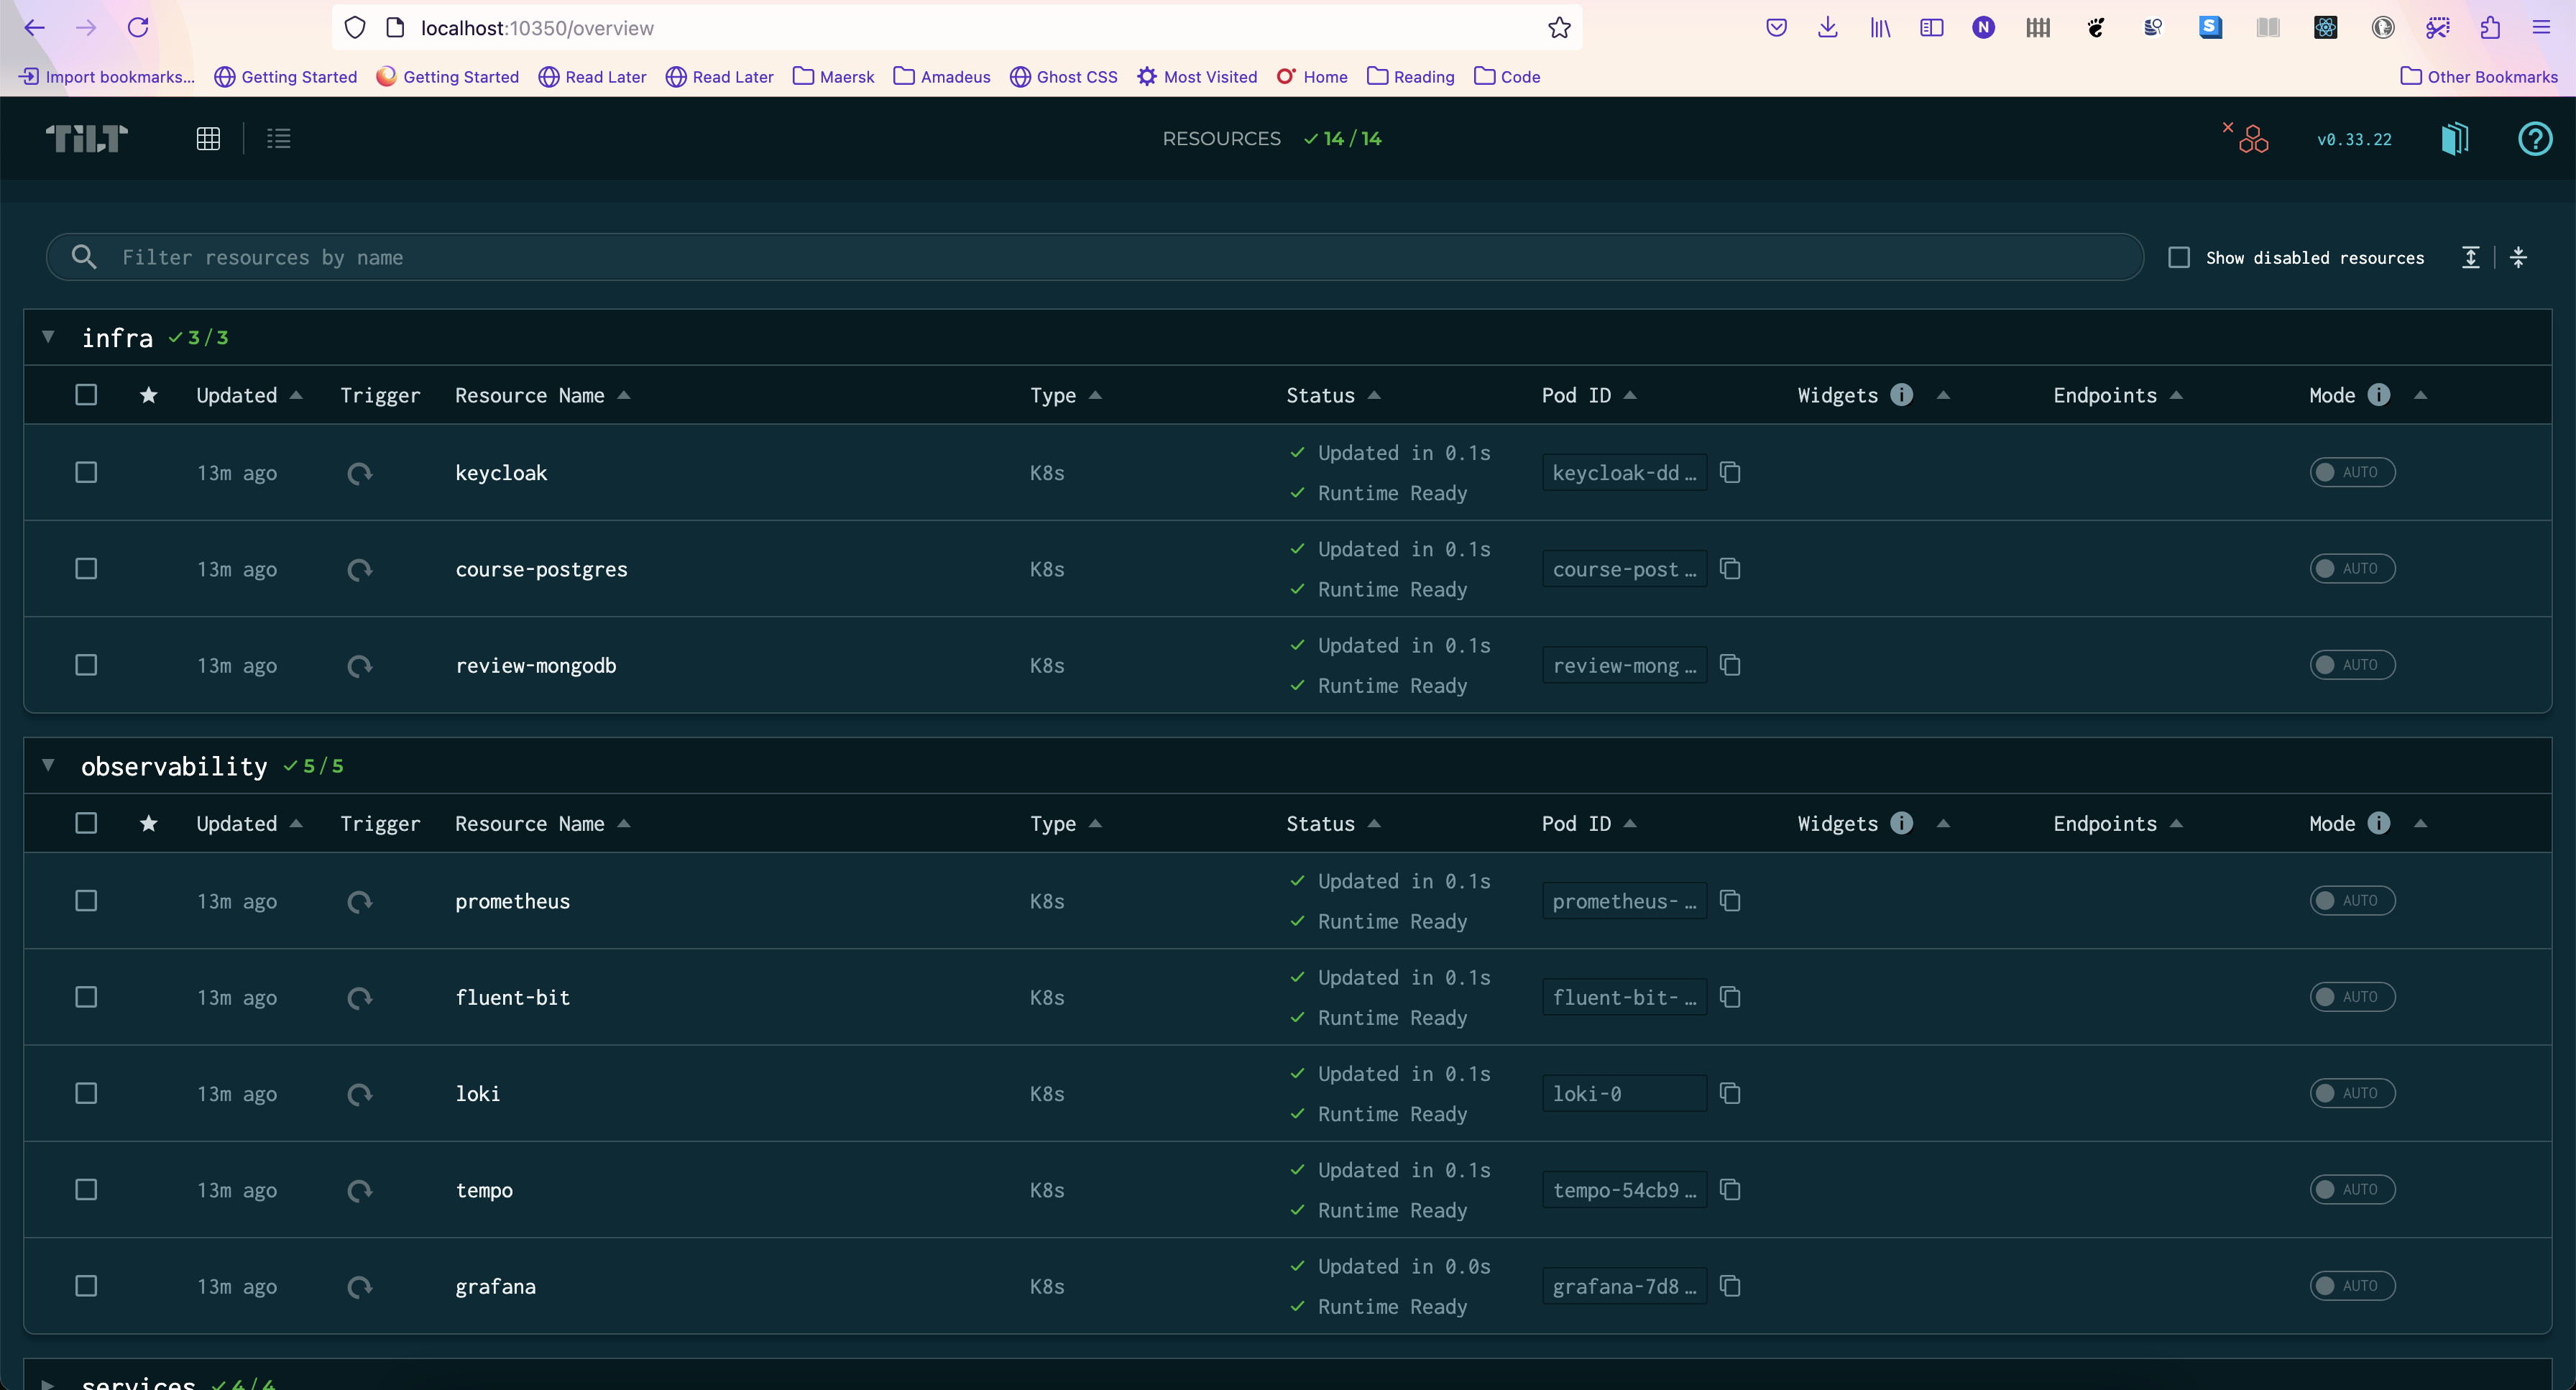 localhost:10350/overview
Import bookmarks... Getting Started Getting Started Read Later Read Later Maersk Amadeus Ghost CSS Most Visited Home Reading Code Other Bookmarks
TILT RESOURCES 14 / 14 v0.33.22
Filter resources by name Show disabled resources
infra 3 / 3
Updated Trigger Resource Name Type Status Pod ID Widgets Endpoints Mode
13m ago keycloak K8s Updated in 0.1s Runtime Ready keycloak-dd… AUTO
13m ago course-postgres K8s Updated in 0.1s Runtime Ready course-post… AUTO
13m ago review-mongodb K8s Updated in 0.1s Runtime Ready review-mong… AUTO
observability 5 / 5
Updated Trigger Resource Name Type Status Pod ID Widgets Endpoints Mode
13m ago prometheus K8s Updated in 0.1s Runtime Ready prometheus-… AUTO
13m ago fluent-bit K8s Updated in 0.1s Runtime Ready fluent-bit-… AUTO
13m ago loki K8s Updated in 0.1s Runtime Ready loki-0 AUTO
13m ago tempo K8s Updated in 0.1s Runtime Ready tempo-54cb9… AUTO
13m ago grafana K8s Updated in 0.0s Runtime Ready grafana-7d8… AUTO
services 4 / 4